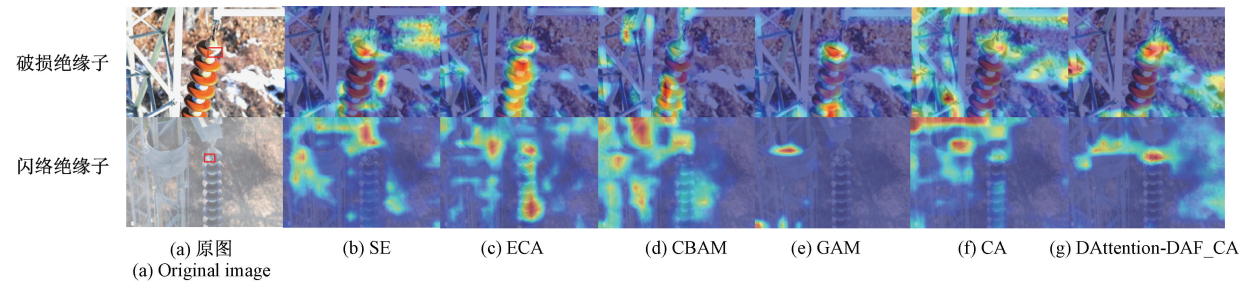 破损绝缘子
闪络绝缘子
(a) 原图
(a) Original image
(b) SE
(c) ECA
(d) CBAM
(e) GAM
(f) CA
(g) DAttention-DAF_CA